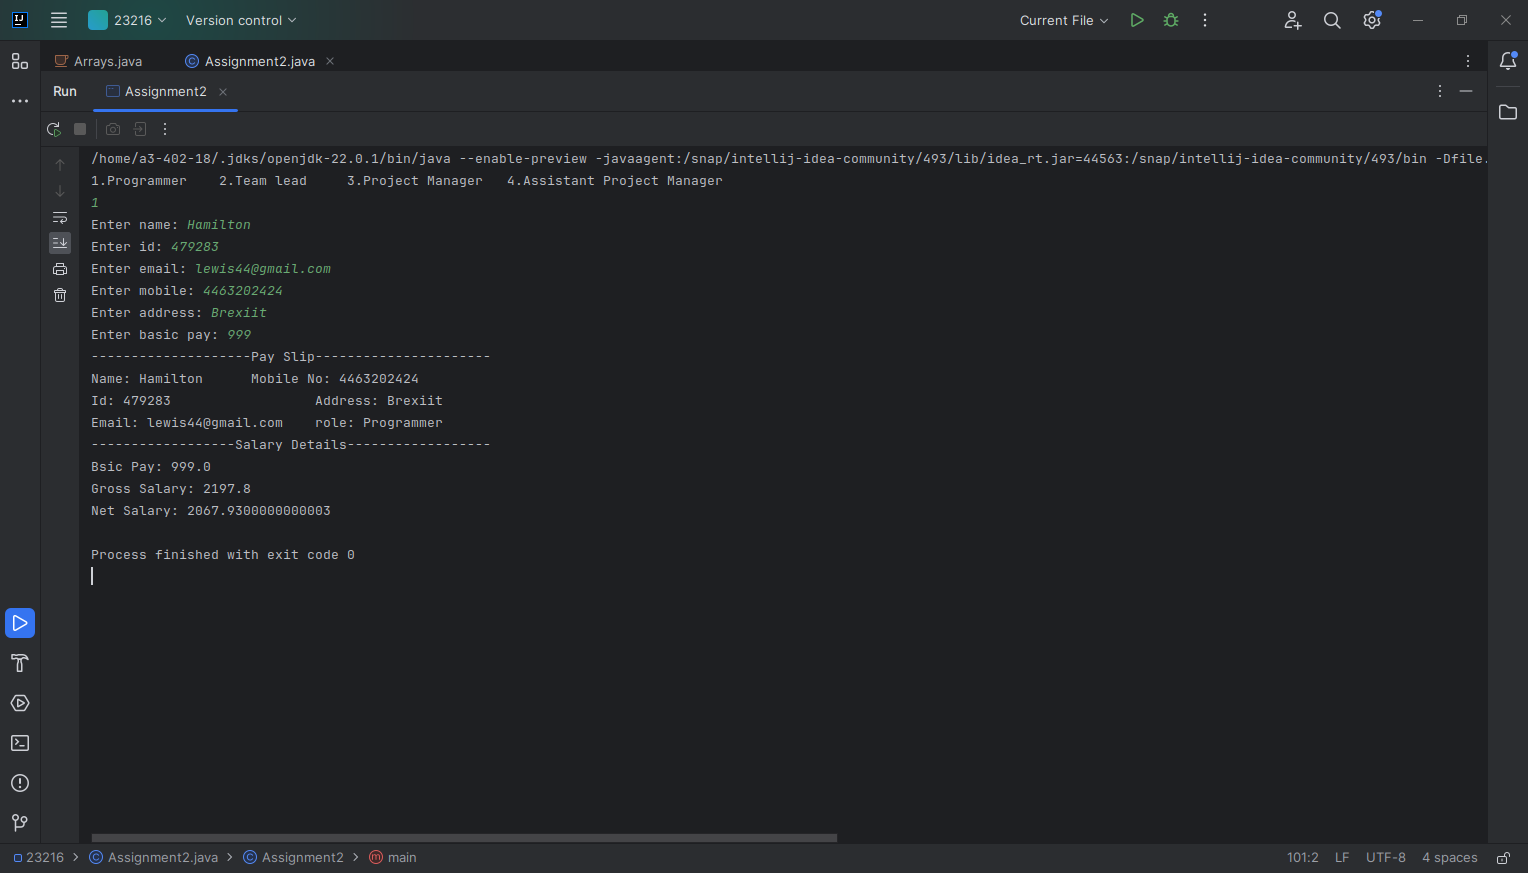 IJ
23216
Version control
Current File
Arrays.java
C Assignment2.java
Run
Assignment2
/home/a3-402-18/.jdks/openjdk-22.0.1/bin/java --enable-preview -javaagent:/snap/intellij-idea-community/493/lib/idea_rt.jar=44563:/snap/intellij-idea-community/493/bin -Dfile.
1.Programmer    2.Team lead     3.Project Manager   4.Assistant Project Manager
1
Enter name: Hamilton
Enter id: 479283
Enter email: lewis44@gmail.com
Enter mobile: 4463202424
Enter address: Brexiit
Enter basic pay: 999
--------------------Pay Slip----------------------
Name: Hamilton      Mobile No: 4463202424
Id: 479283                  Address: Brexiit
Email: lewis44@gmail.com    role: Programmer
------------------Salary Details------------------
Bsic Pay: 999.0
Gross Salary: 2197.8
Net Salary: 2067.9300000000003
Process finished with exit code 0
23216 > C Assignment2.java > C Assignment2 > m main
101:2 LF UTF-8 4 spaces